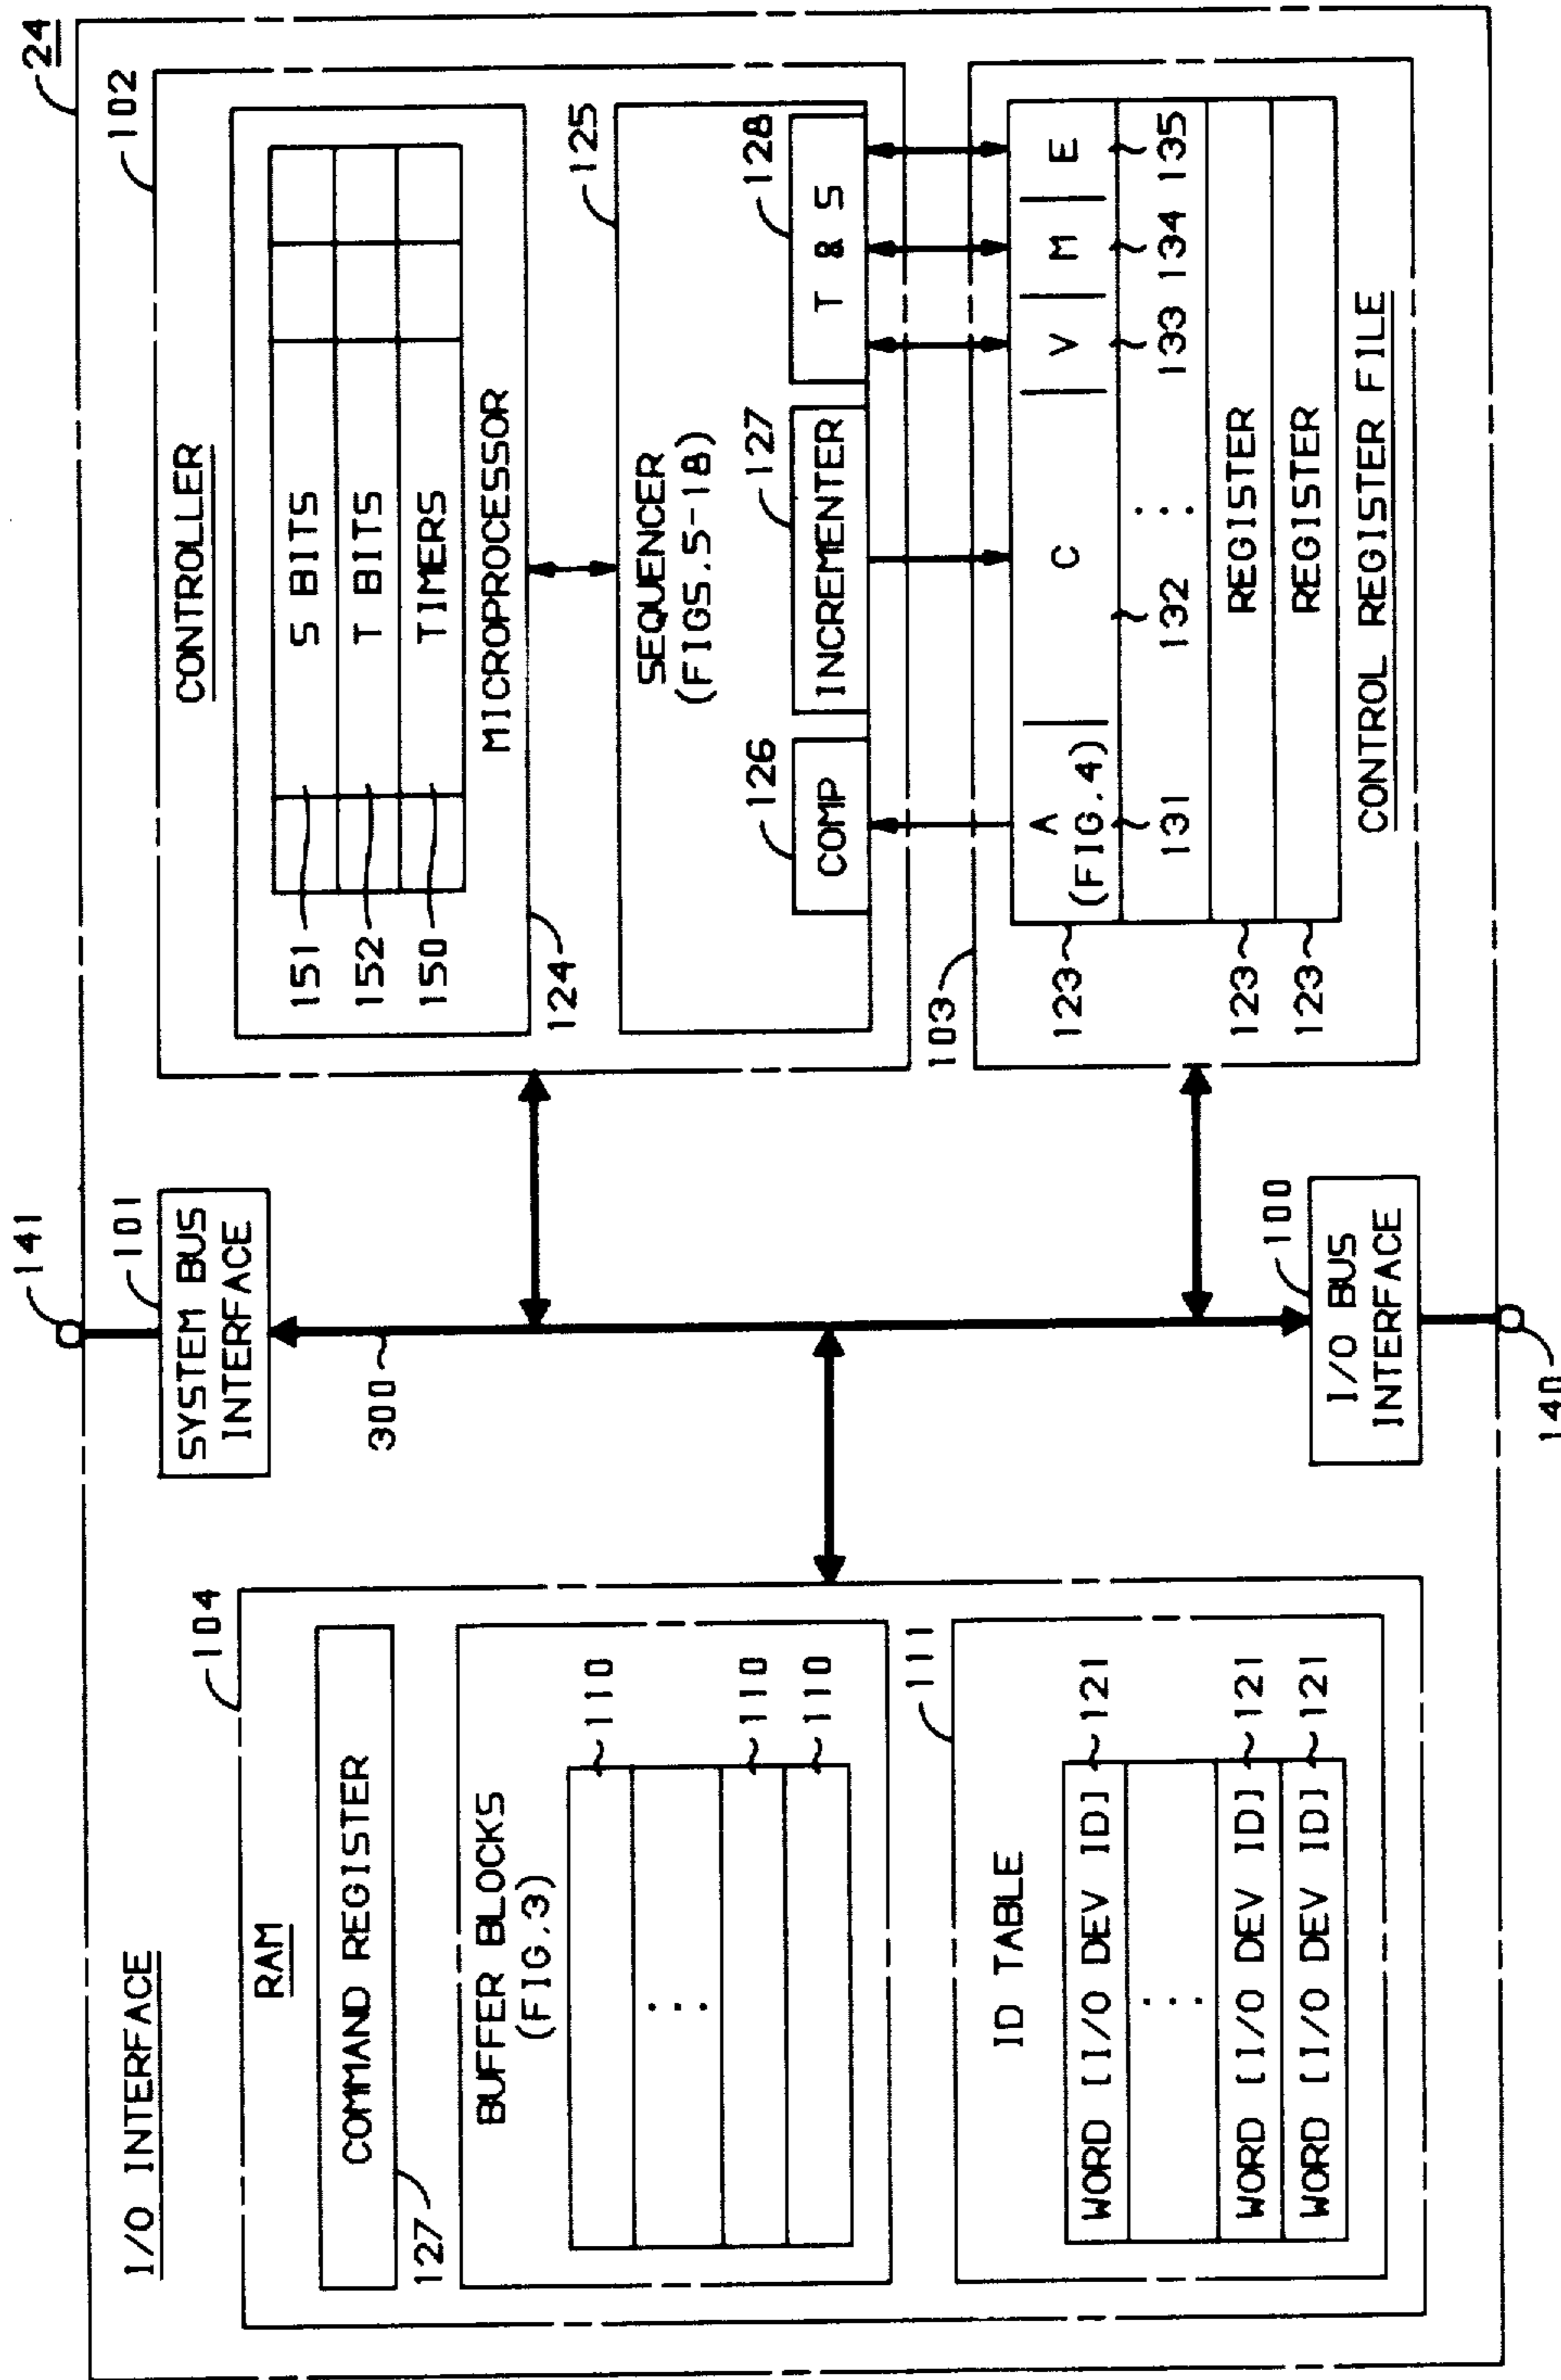 24
I/O INTERFACE
141
SYSTEM BUS
INTERFACE
101
300
I/O BUS
INTERFACE
100
140
104
RAM
COMMAND REGISTER
127
BUFFER BLOCKS
(FIG.3)
110
...
110
110
111
ID TABLE
WORD [I/O DEV ID]
121
...
WORD [I/O DEV ID]
121
WORD [I/O DEV ID]
121
102
CONTROLLER
151
S BITS
152
T BITS
150
TIMERS
MICROPROCESSOR
124
125
SEQUENCER
(FIGS.5-18)
126
COMP
127
INCREMENTER
128
T & S
103
123
A
(FIG.4)
C
V
M
E
131
132
...
133
134
135
123
REGISTER
123
REGISTER
CONTROL REGISTER FILE